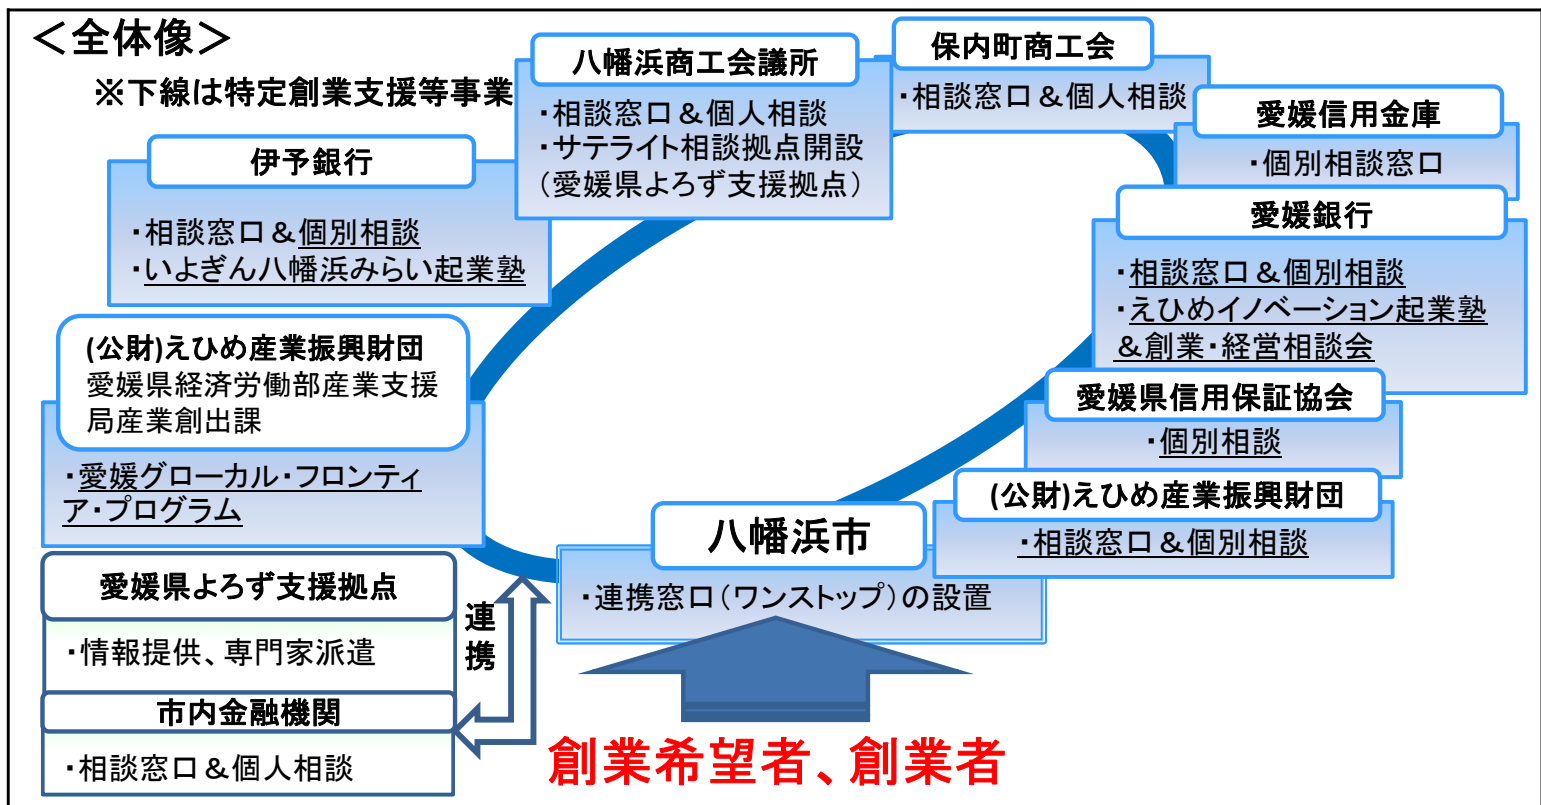 ＜全体像＞
※下線は特定創業支援等事業
八幡浜商工会議所
・相談窓口＆個人相談
・サテライト相談拠点開設
（愛媛県よろず支援拠点）
保内町商工会
・相談窓口＆個人相談
愛媛信用金庫
・個別相談窓口
伊予銀行
・相談窓口＆個別相談
・いよぎん八幡浜みらい起業塾
愛媛銀行
・相談窓口＆個別相談
・えひめイノベーション起業塾
＆創業・経営相談会
(公財)えひめ産業振興財団
愛媛県経済労働部産業支援
局産業創出課
・愛媛グローカル・フロンティ
ア・プログラム
愛媛県信用保証協会
・個別相談
(公財)えひめ産業振興財団
・相談窓口＆個別相談
八幡浜市
・連携窓口（ワンストップ）の設置
愛媛県よろず支援拠点
・情報提供、専門家派遣
市内金融機関
・相談窓口＆個人相談
連
携
創業希望者、創業者